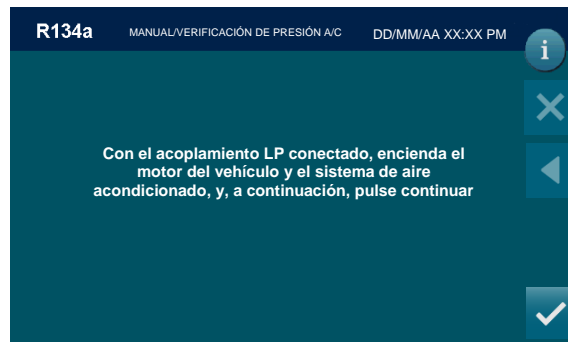 R134a MANUAL/VERIFICACIÓN DE PRESIÓN A/C DD/MM/AA XX:XX PM
i
Con el acoplamiento LP conectado, encienda el
motor del vehículo y el sistema de aire
acondicionado, y, a continuación, pulse continuar